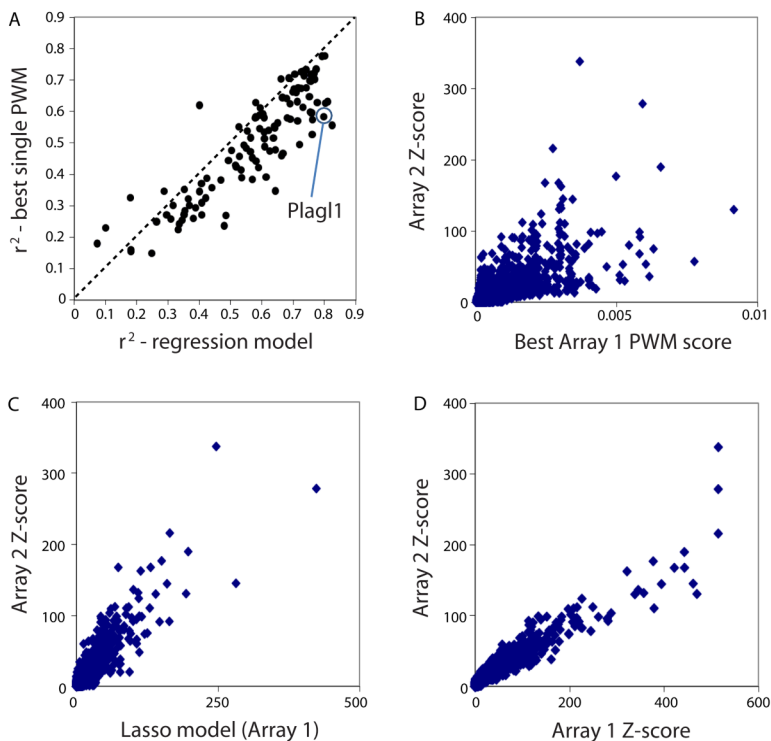 A
0.9
0.8
0.7
0.6
0.5
0.4
0.3
0.2
0.1
0
r² - best single PWM
Plagl1
0 0.1 0.2 0.3 0.4 0.5 0.6 0.7 0.8 0.9
r² - regression model
B
400
300
200
100
0
Array 2 Z-score
0 0.005 0.01
Best Array 1 PWM score
C
400
300
200
100
0
Array 2 Z-score
0 250 500
Lasso model (Array 1)
D
400
300
200
100
0
Array 2 Z-score
0 200 400 600
Array 1 Z-score